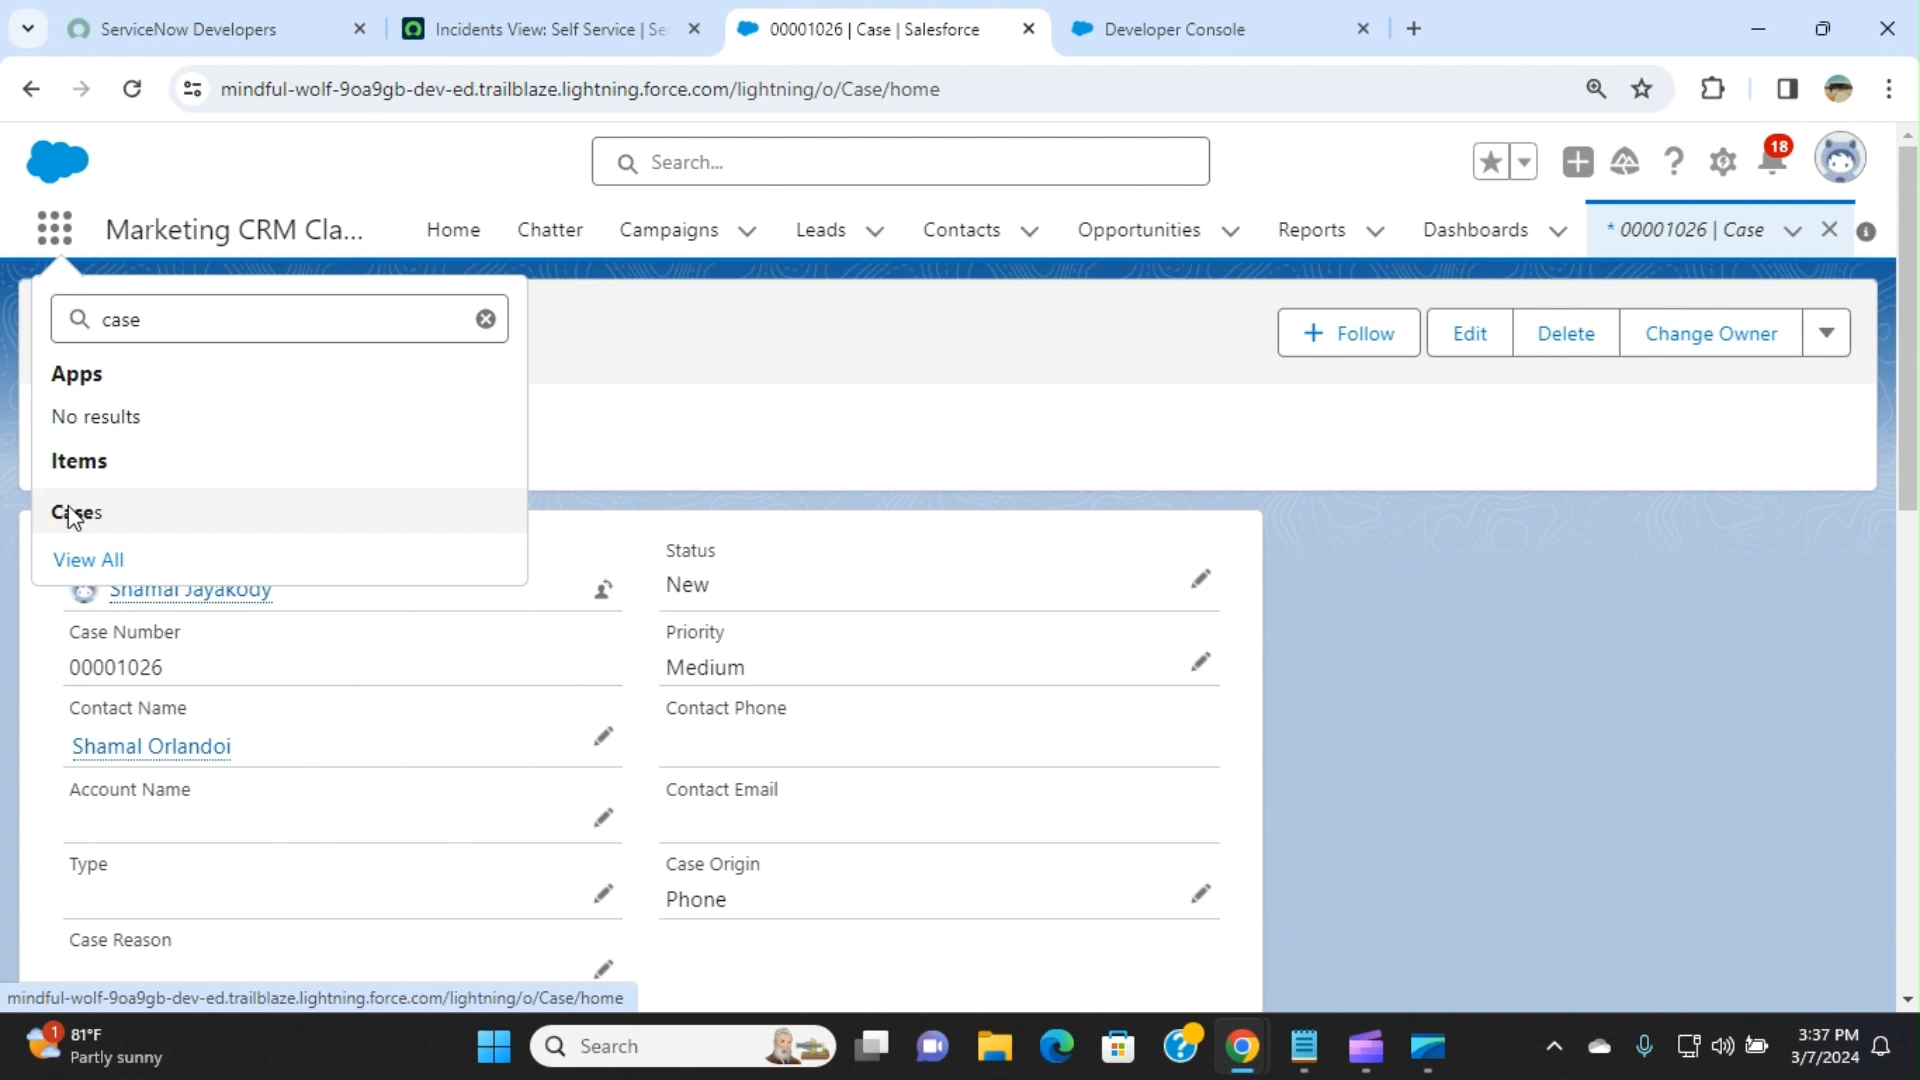 ServiceNow Developers
Incidents View: Self Service | Se
00001026 | Case | Salesforce
Developer Console
mindful-wolf-9oa9gb-dev-ed.trailblaze.lightning.force.com/lightning/o/Case/home
Search...
18
Marketing CRM Cla...
Home
Chatter
Campaigns
Leads
Contacts
Opportunities
Reports
Dashboards
* 00001026 | Case
case
Apps
No results
Items
Cases
View All
+ Follow
Edit
Delete
Change Owner
Shamal Jayakody
Status
New
Case Number
00001026
Priority
Medium
Contact Name
Shamal Orlandoi
Contact Phone
Account Name
Contact Email
Type
Case Origin
Phone
Case Reason
mindful-wolf-9oa9gb-dev-ed.trailblaze.lightning.force.com/lightning/o/Case/home
1
81°F
Partly sunny
Search
3:37 PM
3/7/2024